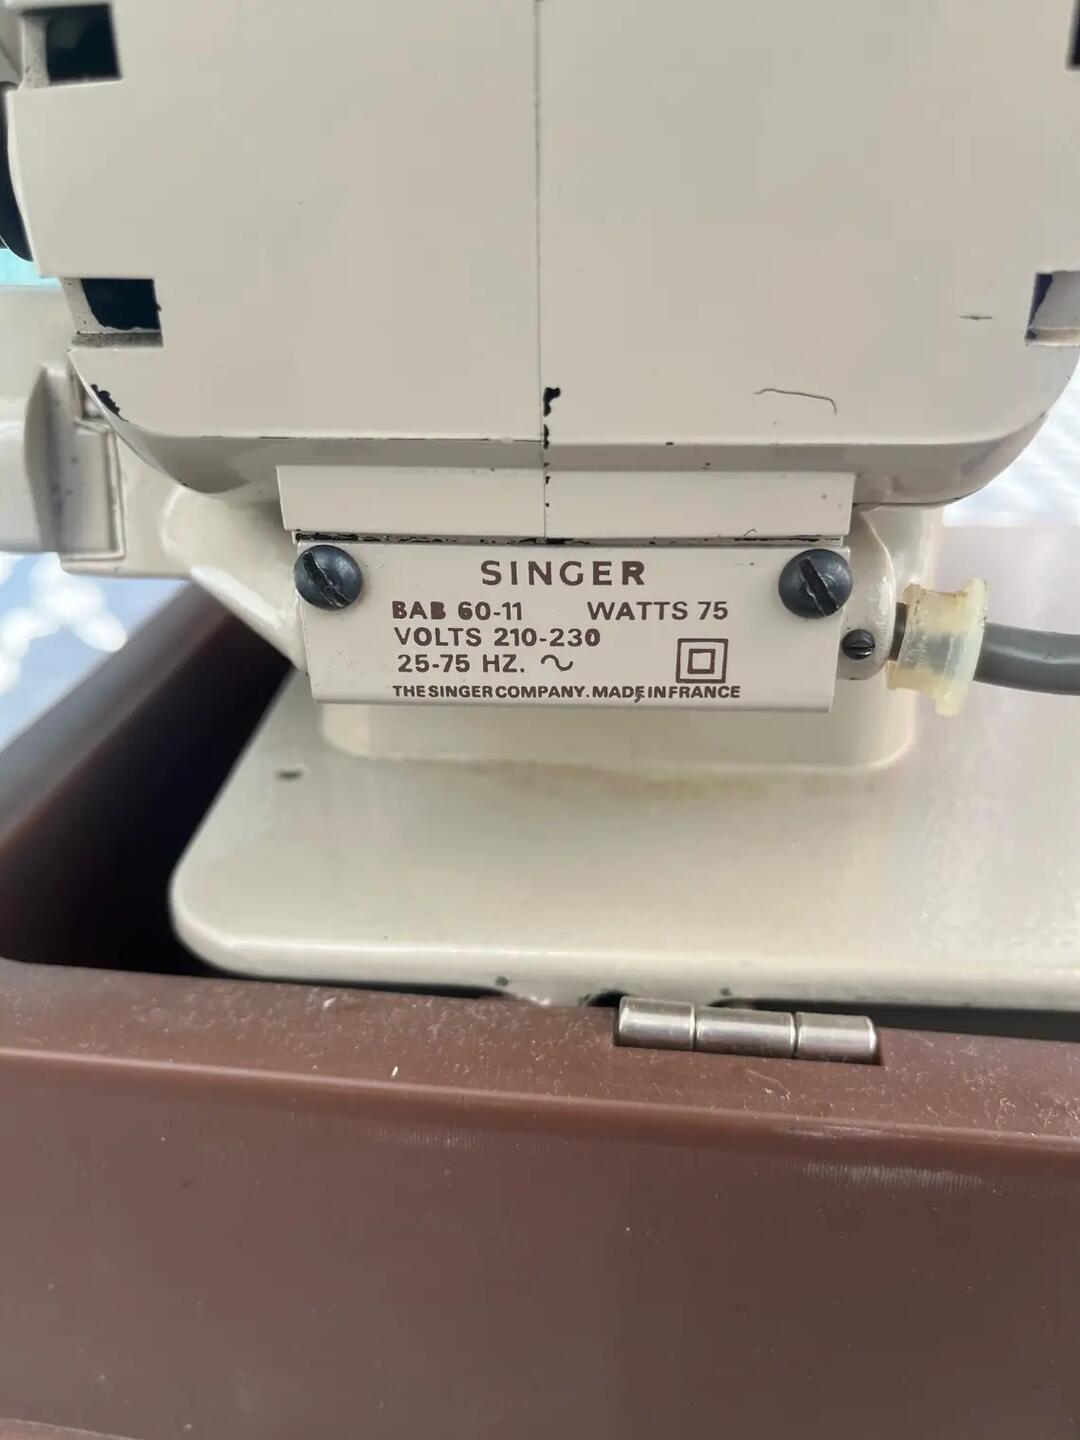 SINGER
BAB 60-11 WATTS 75
VOLTS 210-230
25-75 HZ. ~
THE SINGER COMPANY. MADE IN FRANCE